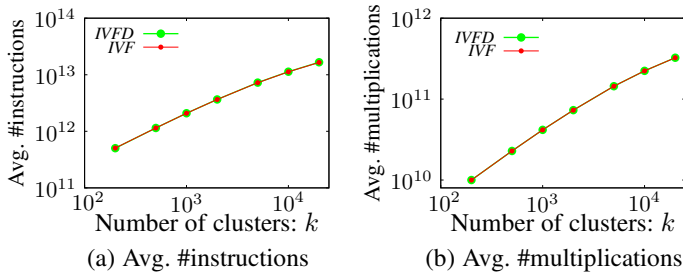 Avg. #instructions
10^14
10^13
10^12
10^11
IVFD
IVF
10^2 10^3 10^4
Number of clusters: k
(a) Avg. #instructions
Avg. #multiplications
10^12
10^11
10^10
IVFD
IVF
10^2 10^3 10^4
Number of clusters: k
(b) Avg. #multiplications